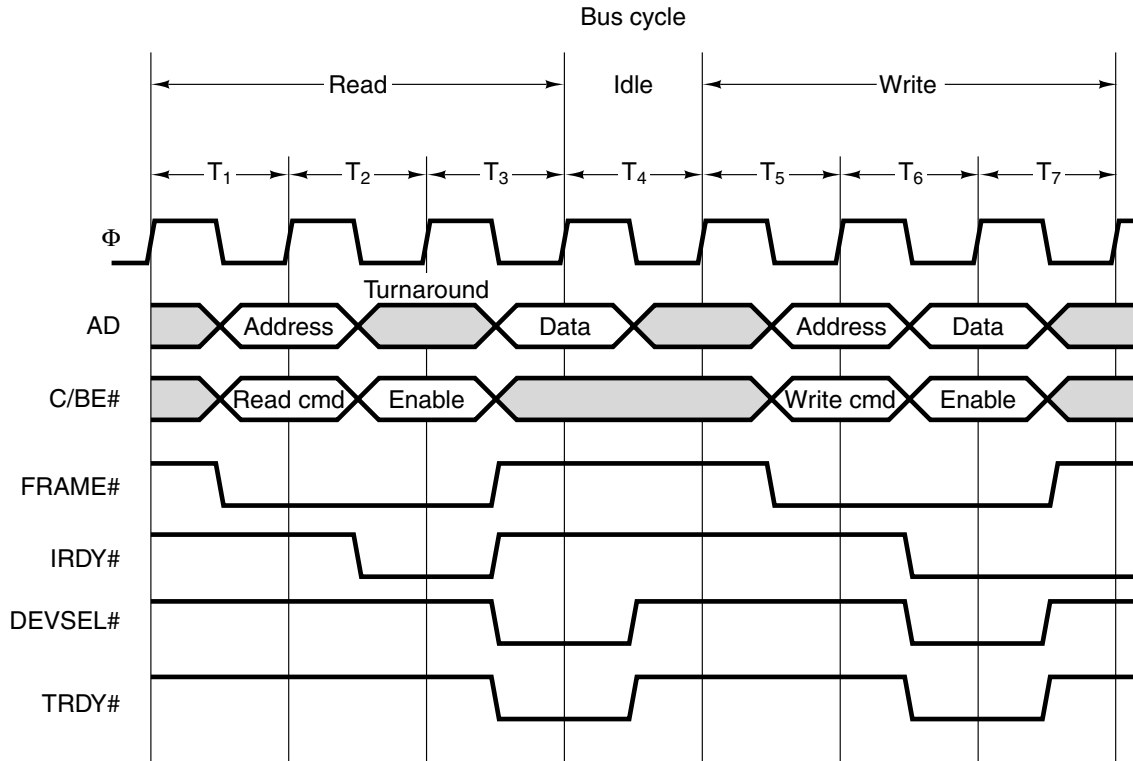 Bus cycle
Read Idle Write
T1 T2 T3 T4 T5 T6 T7
Φ
Turnaround
AD Address Data Address Data
C/BE# Read cmd Enable Write cmd Enable
FRAME#
IRDY#
DEVSEL#
TRDY#